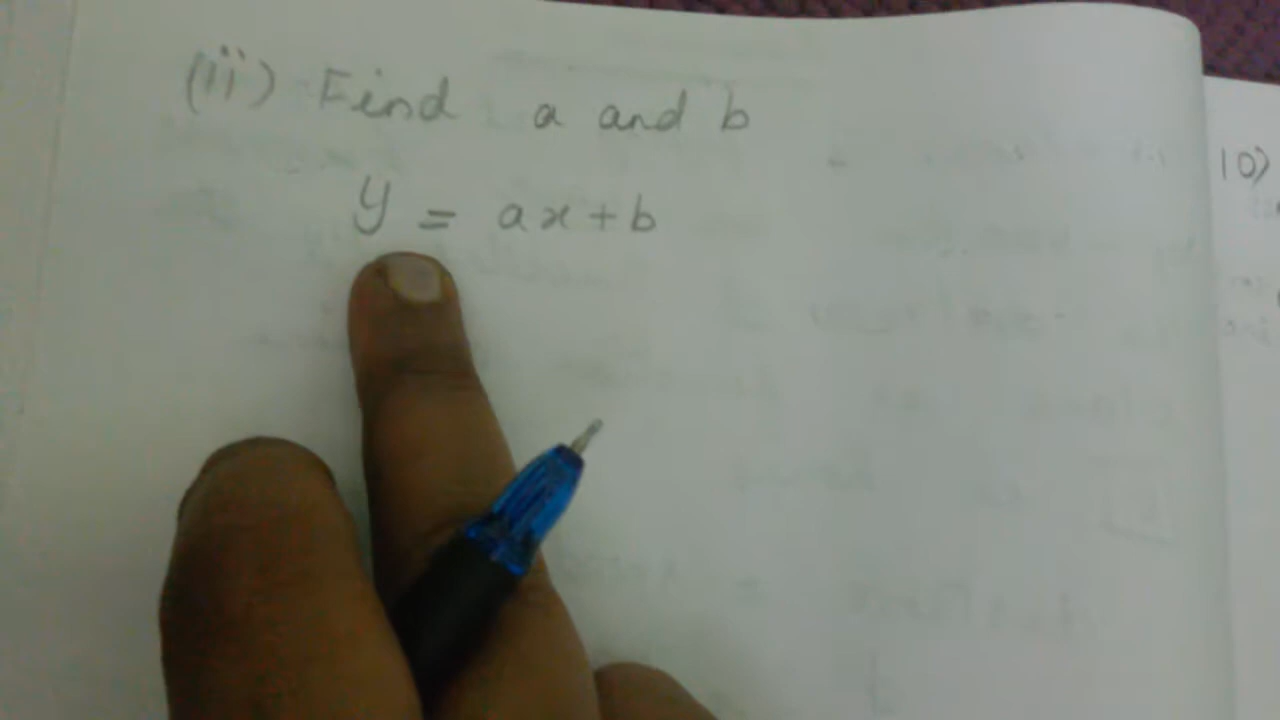 (ii) Find a and b
y = ax + b
10)